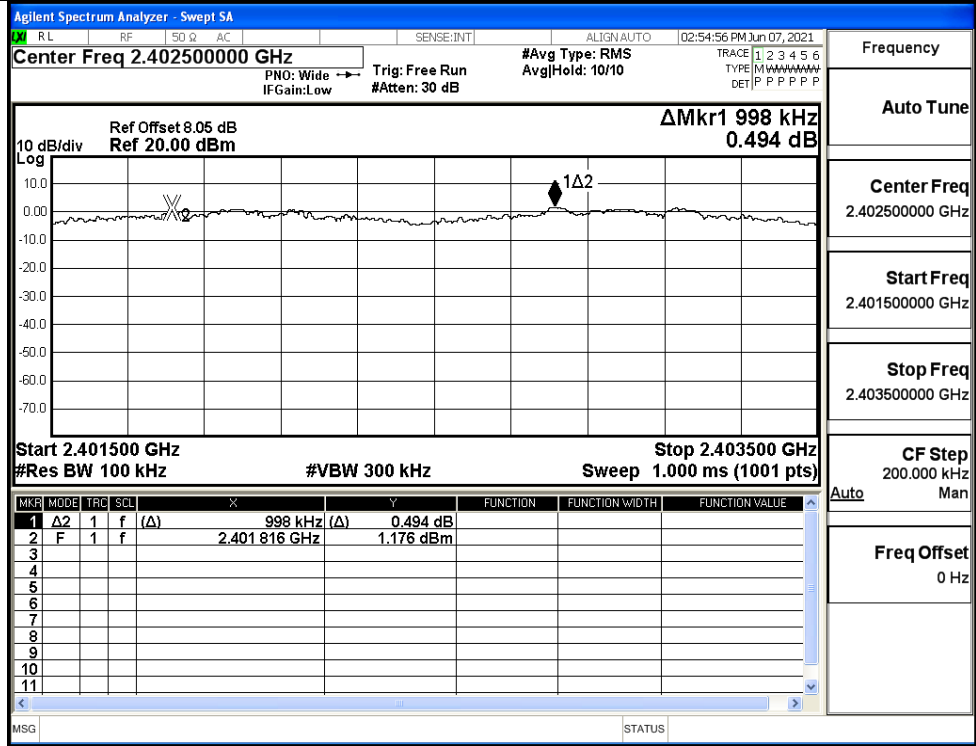 Agilent Spectrum Analyzer - Swept SA
LXI RL RF 50 Ω AC SENSE:INT ALIGN AUTO 02:54:56 PM Jun 07, 2021
Center Freq 2.402500000 GHz
PNO: Wide
IFGain:Low
Trig: Free Run
#Atten: 30 dB
#Avg Type: RMS
Avg|Hold: 10/10
TRACE 1 2 3 4 5 6
TYPE M WWWWW
DET P P P P P P
Ref Offset 8.05 dB
10 dB/div Ref 20.00 dBm
Log
ΔMkr1 998 kHz
0.494 dB
10.0
0.00
-10.0
-20.0
-30.0
-40.0
-50.0
-60.0
-70.0
1Δ2
2
Start 2.401500 GHz Stop 2.403500 GHz
#Res BW 100 kHz #VBW 300 kHz Sweep 1.000 ms (1001 pts)
MKR MODE TRC SCL X Y FUNCTION FUNCTION WIDTH FUNCTION VALUE
1 Δ2 1 f (Δ) 998 kHz (Δ) 0.494 dB
2 F 1 f 2.401 816 GHz 1.176 dBm
3
4
5
6
7
8
9
10
11
MSG STATUS
Frequency
Auto Tune
Center Freq
2.402500000 GHz
Start Freq
2.401500000 GHz
Stop Freq
2.403500000 GHz
CF Step
200.000 kHz
Auto Man
Freq Offset
0 Hz